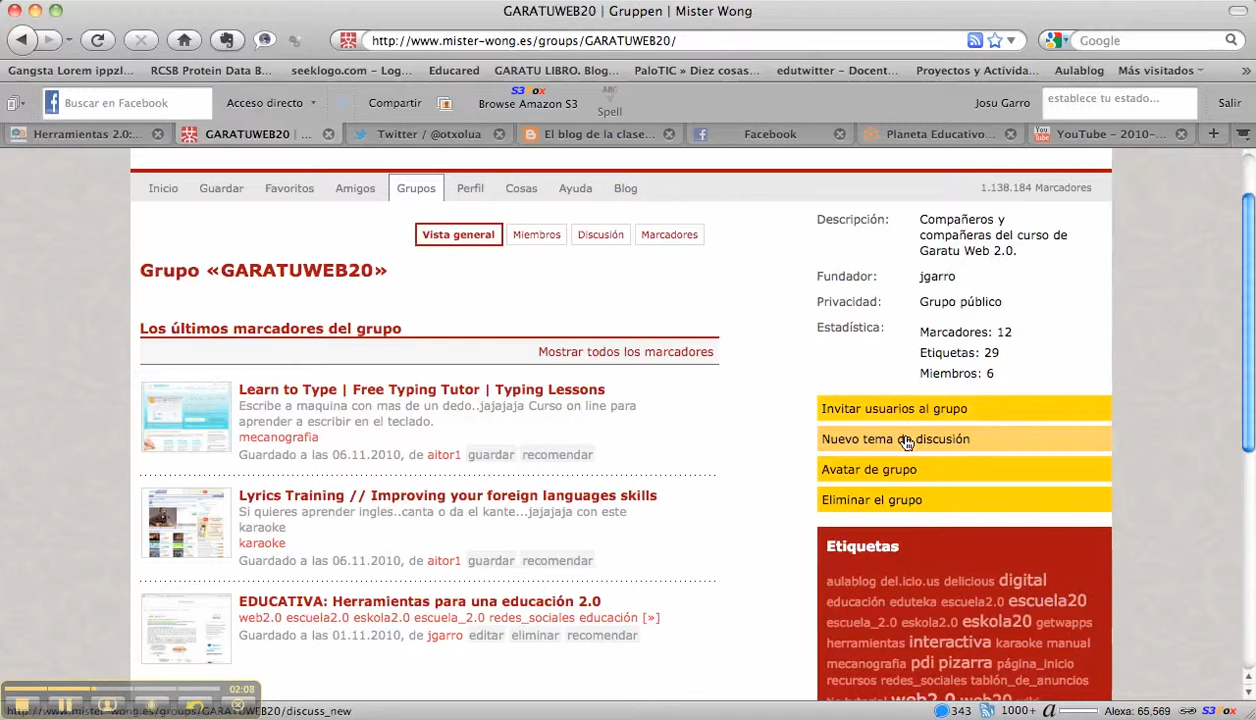 GARATUWEB20 | Gruppen | Mister Wong
http://www.mister-wong.es/groups/GARATUWEB20/
Google
Gangsta Lorem ippzl... RCSB Protein Data B... seeklogo.com – Log... Educared GARATU LIBRO. Blog... PaloTIC » Diez cosas... edutwitter – Docent... Proyectos y Activida... Aulablog Más visitados »
Buscar en Facebook Acceso directo Compartir S3Fox Browse Amazon S3 ABC Spell Josu Garro establece tu estado... Salir
Herramientas 2.0:... GARATUWEB20 | ... Twitter / @otxolua El blog de la clase... Facebook Planeta Educativo... YouTube – 2010-...
Inicio Guardar Favoritos Amigos Grupos Perfil Cosas Ayuda Blog 1.138.184 Marcadores
Vista general Miembros Discusión Marcadores
Grupo «GARATUWEB20»
Los últimos marcadores del grupo
Mostrar todos los marcadores
Learn to Type | Free Typing Tutor | Typing Lessons
Escribe a maquina con mas de un dedo..jajajaja Curso on line para
aprender a escribir en el teclado.
mecanografia
Guardado a las 06.11.2010, de aitor1 guardar recomendar
Lyrics Training // Improving your foreign languages skills
Si quieres aprender ingles..canta o da el kante...jajajaja con este
karaoke
karaoke
Guardado a las 06.11.2010, de aitor1 guardar recomendar
EDUCATIVA: Herramientas para una educación 2.0
web2.0 escuela2.0 eskola2.0 escuela_2.0 redes_sociales educación [»]
Guardado a las 01.11.2010, de jgarro editar eliminar recomendar
Descripción: Compañeros y
compañeras del curso de
Garatu Web 2.0.
Fundador: jgarro
Privacidad: Grupo público
Estadística: Marcadores: 12
Etiquetas: 29
Miembros: 6
Invitar usuarios al grupo
Nuevo tema de discusión
Avatar de grupo
Eliminar el grupo
Etiquetas
aulablog del.icio.us delicious digital
educación eduteka escuela2.0 escuela20
escuela_2.0 eskola2.0 eskola20 getwapps
herramientas interactiva karaoke manual
mecanografia pdi pizarra página_inicio
recursos redes_sociales tablón_de_anuncios
tic tutorial web2.0 web20 wiki
02:08
http://www.mister-wong.es/groups/GARATUWEB20/discuss_new
343 1000+ a Alexa: 65,569 S3Fox